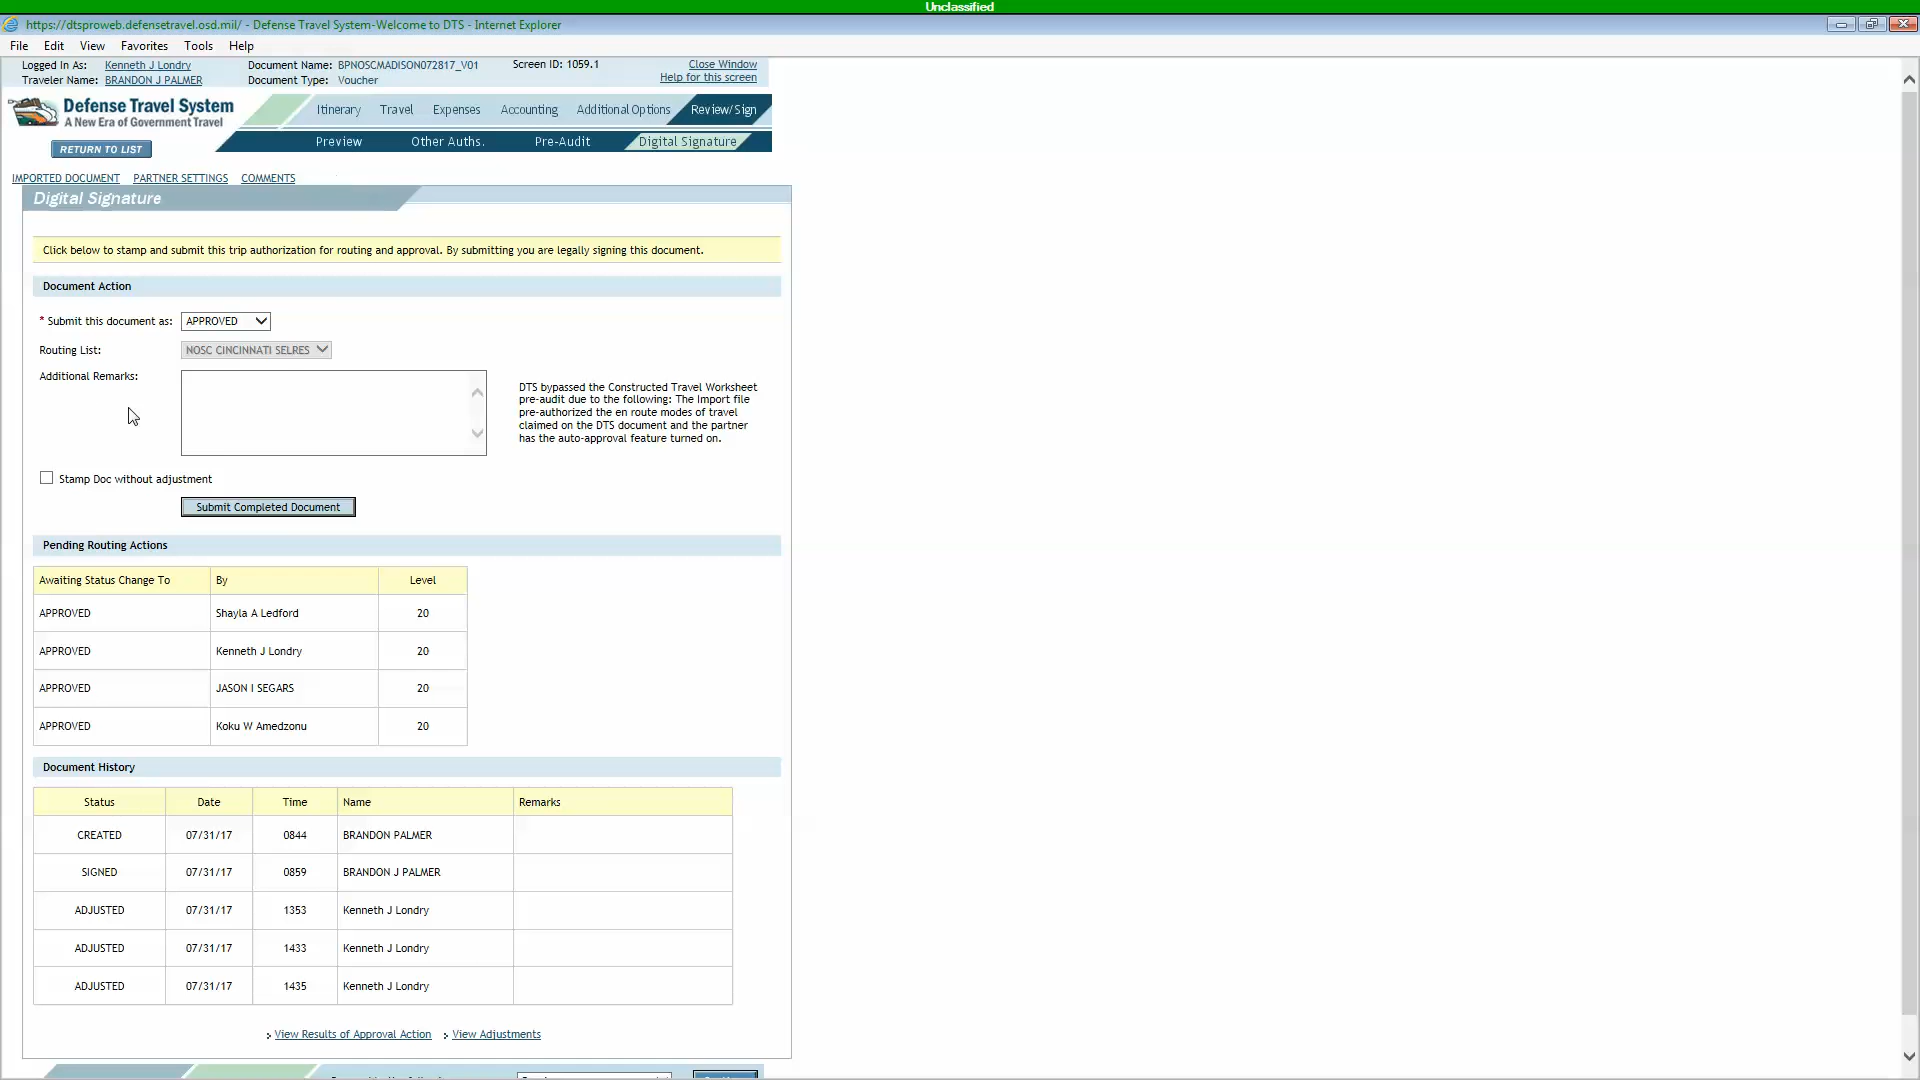 Unclassified
https://dtsproweb.defensetravel.osd.mil/ - Defense Travel System-Welcome to DTS - Internet Explorer
File Edit View Favorites Tools Help
Logged In As: Kenneth J Londry Document Name: BPNOSCMADISON072817_V01 Screen ID: 1059.1 Close Window
Traveler Name: BRANDON J PALMER Document Type: Voucher Help for this screen
Defense Travel System
A New Era of Government Travel
Itinerary Travel Expenses Accounting Additional Options Review/Sign
RETURN TO LIST
Preview Other Auths. Pre-Audit Digital Signature
IMPORTED DOCUMENT PARTNER SETTINGS COMMENTS
Digital Signature
Click below to stamp and submit this trip authorization for routing and approval. By submitting you are legally signing this document.
Document Action
* Submit this document as: APPROVED
Routing List: NOSC CINCINNATI SELRES
Additional Remarks:
DTS bypassed the Constructed Travel Worksheet
pre-audit due to the following: The Import file
pre-authorized the en route modes of travel
claimed on the DTS document and the partner
has the auto-approval feature turned on.
Stamp Doc without adjustment
Submit Completed Document
Pending Routing Actions
Awaiting Status Change To By Level
APPROVED Shayla A Ledford 20
APPROVED Kenneth J Londry 20
APPROVED JASON I SEGARS 20
APPROVED Koku W Amedzonu 20
Document History
Status Date Time Name Remarks
CREATED 07/31/17 0844 BRANDON PALMER
SIGNED 07/31/17 0859 BRANDON J PALMER
ADJUSTED 07/31/17 1353 Kenneth J Londry
ADJUSTED 07/31/17 1433 Kenneth J Londry
ADJUSTED 07/31/17 1435 Kenneth J Londry
View Results of Approval Action View Adjustments